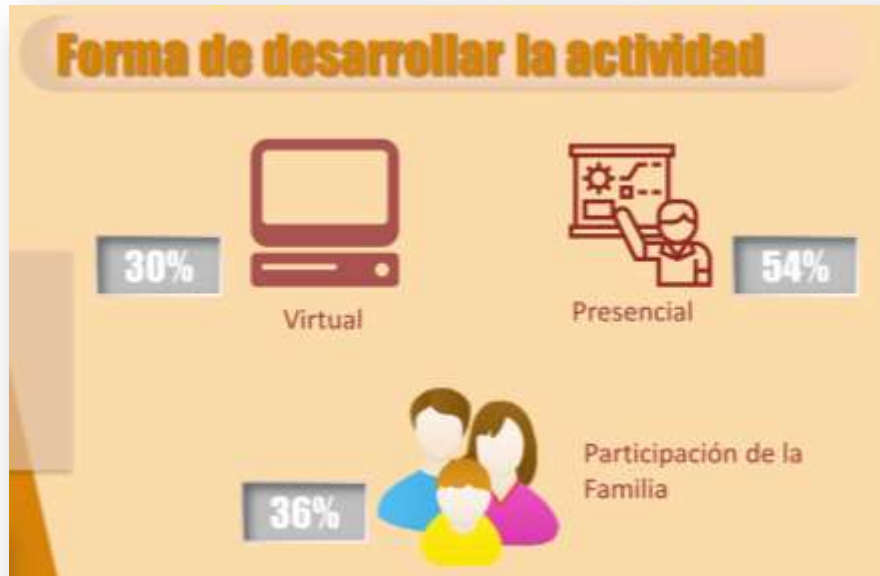 Forma de desarrollar la actividad
30%
Virtual
Presencial
54%
36%
Participación de la
Familia